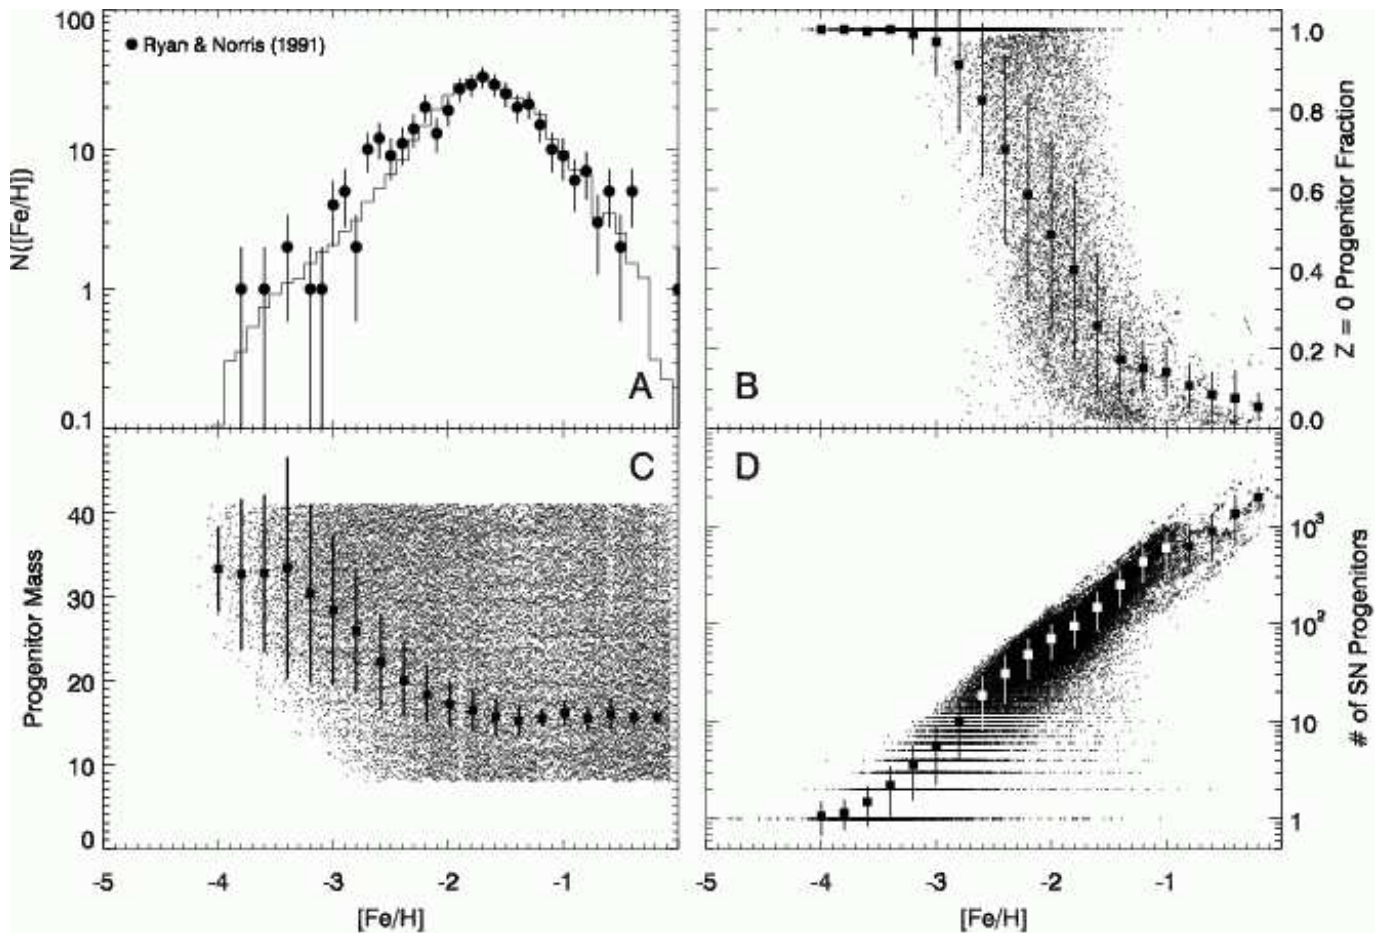 100
10
1
0.1
N([Fe/H])
Ryan & Norris (1991)
A
B
1.0
0.8
0.6
0.4
0.2
0.0
Z = 0 Progenitor Fraction
40
30
20
10
0
Progenitor Mass
C
D
10³
10²
10
1
# of SN Progenitors
-5 -4 -3 -2 -1
[Fe/H]
-5 -4 -3 -2 -1
[Fe/H]